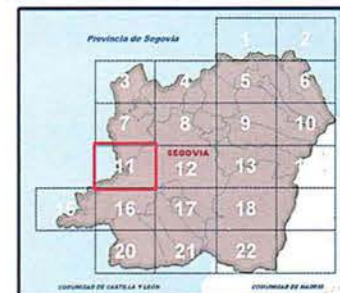 Provincia de Segovia
1 2
3 4 5 6
7 8 9 10
SEGOVIA
11 12 13
15 16 17 18
20 21 22
COMUNIDAD DE CASTILLA Y LEÓN COMUNIDAD DE MADRID